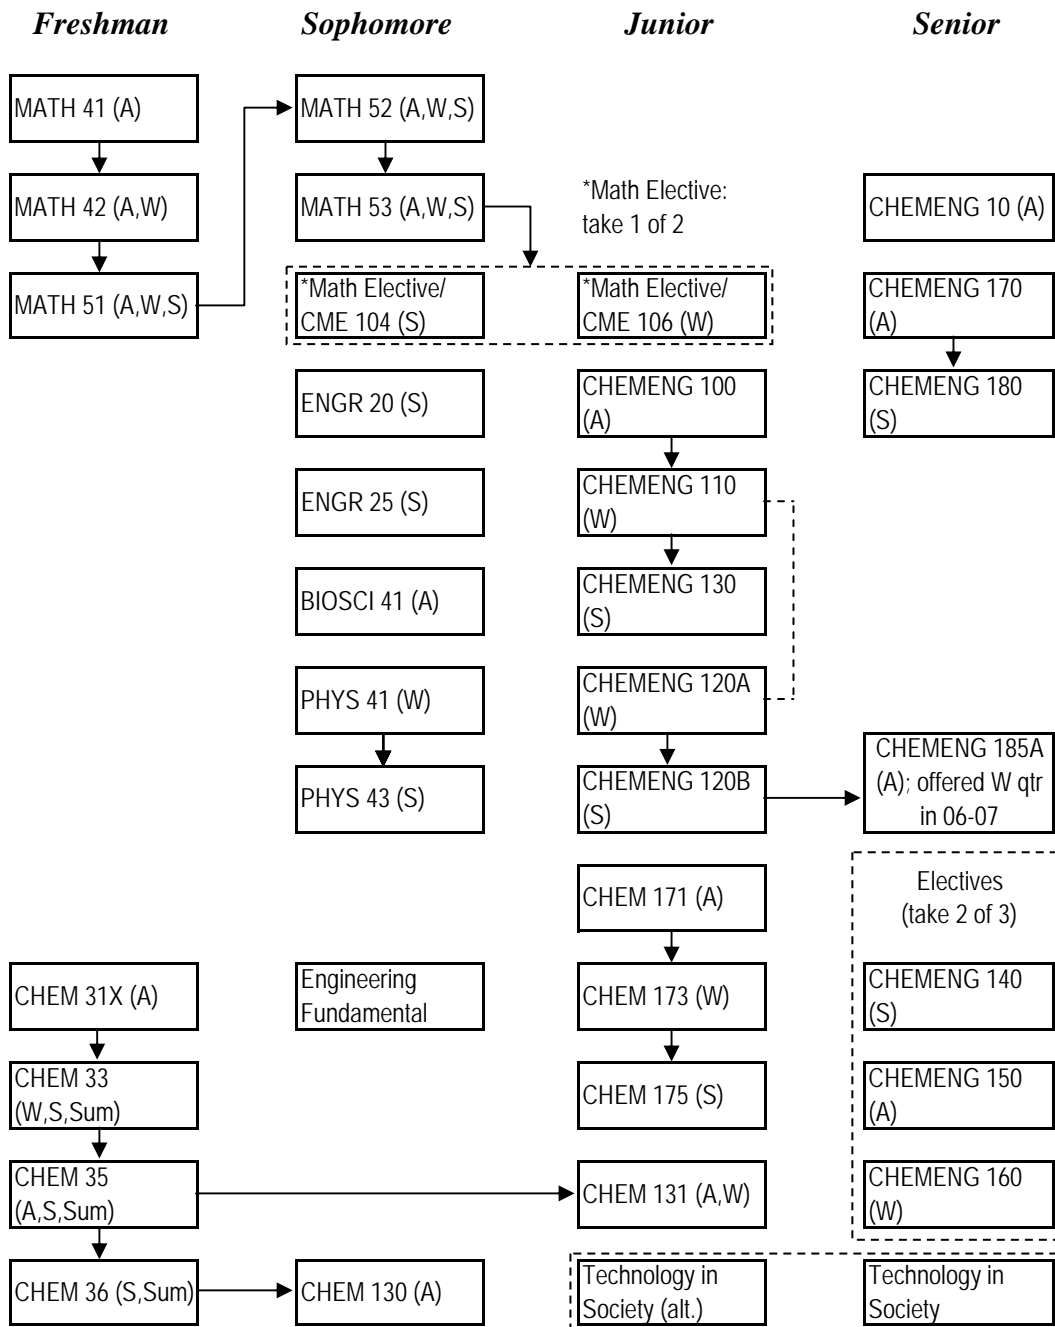 Freshman
Sophomore
Junior
Senior
MATH 41 (A)
MATH 42 (A,W)
MATH 51 (A,W,S)
CHEM 31X (A)
CHEM 33
(W,S,Sum)
CHEM 35
(A,S,Sum)
CHEM 36 (S,Sum)
MATH 52 (A,W,S)
MATH 53 (A,W,S)
*Math Elective/
CME 104 (S)
ENGR 20 (S)
ENGR 25 (S)
BIOSCI 41 (A)
PHYS 41 (W)
PHYS 43 (S)
Engineering
Fundamental
CHEM 130 (A)
*Math Elective:
take 1 of 2
*Math Elective/
CME 106 (W)
CHEMENG 100
(A)
CHEMENG 110
(W)
CHEMENG 130
(S)
CHEMENG 120A
(W)
CHEMENG 120B
(S)
CHEM 171 (A)
CHEM 173 (W)
CHEM 175 (S)
CHEM 131 (A,W)
Technology in
Society (alt.)
CHEMENG 10 (A)
CHEMENG 170
(A)
CHEMENG 180
(S)
CHEMENG 185A
(A); offered W qtr
in 06-07
Electives
(take 2 of 3)
CHEMENG 140
(S)
CHEMENG 150
(A)
CHEMENG 160
(W)
Technology in
Society